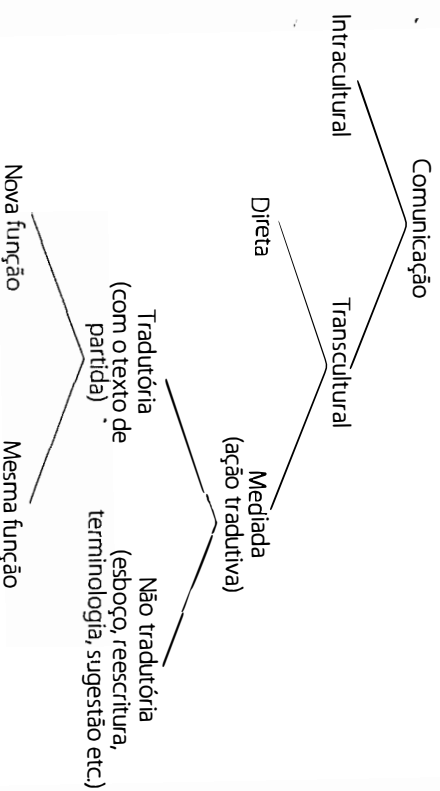 Comunicação
Intracultural
Transcultural
Direta
Mediada
(ação tradutiva)
Tradutória
(com o texto de
partida)
Não tradutória
(esboço, reescritura,
terminologia, sugestão etc.)
Nova função
Mesma função